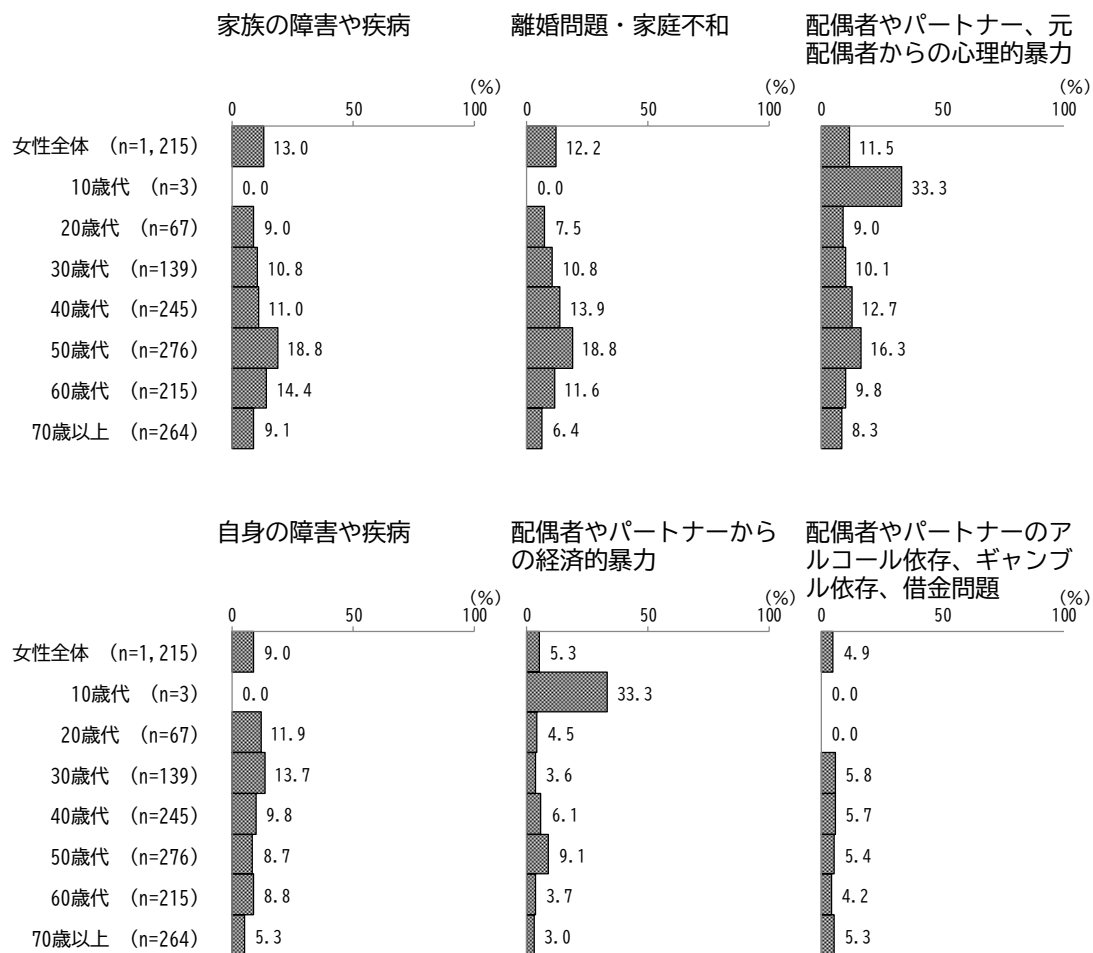 家族の障害や疾病
離婚問題・家庭不和
配偶者やパートナー、元
配偶者からの心理的暴力
(%) (%) (%)
0 50 100 0 50 100 0 50 100
女性全体 (n=1,215) 13.0 12.2 11.5
10歳代 (n=3) 0.0 0.0 33.3
20歳代 (n=67) 9.0 7.5 9.0
30歳代 (n=139) 10.8 10.8 10.1
40歳代 (n=245) 11.0 13.9 12.7
50歳代 (n=276) 18.8 18.8 16.3
60歳代 (n=215) 14.4 11.6 9.8
70歳以上 (n=264) 9.1 6.4 8.3
自身の障害や疾病
配偶者やパートナーから
の経済的暴力
配偶者やパートナーのア
ルコール依存、ギャンブ
ル依存、借金問題
(%) (%) (%)
0 50 100 0 50 100 0 50 100
女性全体 (n=1,215) 9.0 5.3 4.9
10歳代 (n=3) 0.0 33.3 0.0
20歳代 (n=67) 11.9 4.5 0.0
30歳代 (n=139) 13.7 3.6 5.8
40歳代 (n=245) 9.8 6.1 5.7
50歳代 (n=276) 8.7 9.1 5.4
60歳代 (n=215) 8.8 3.7 4.2
70歳以上 (n=264) 5.3 3.0 5.3